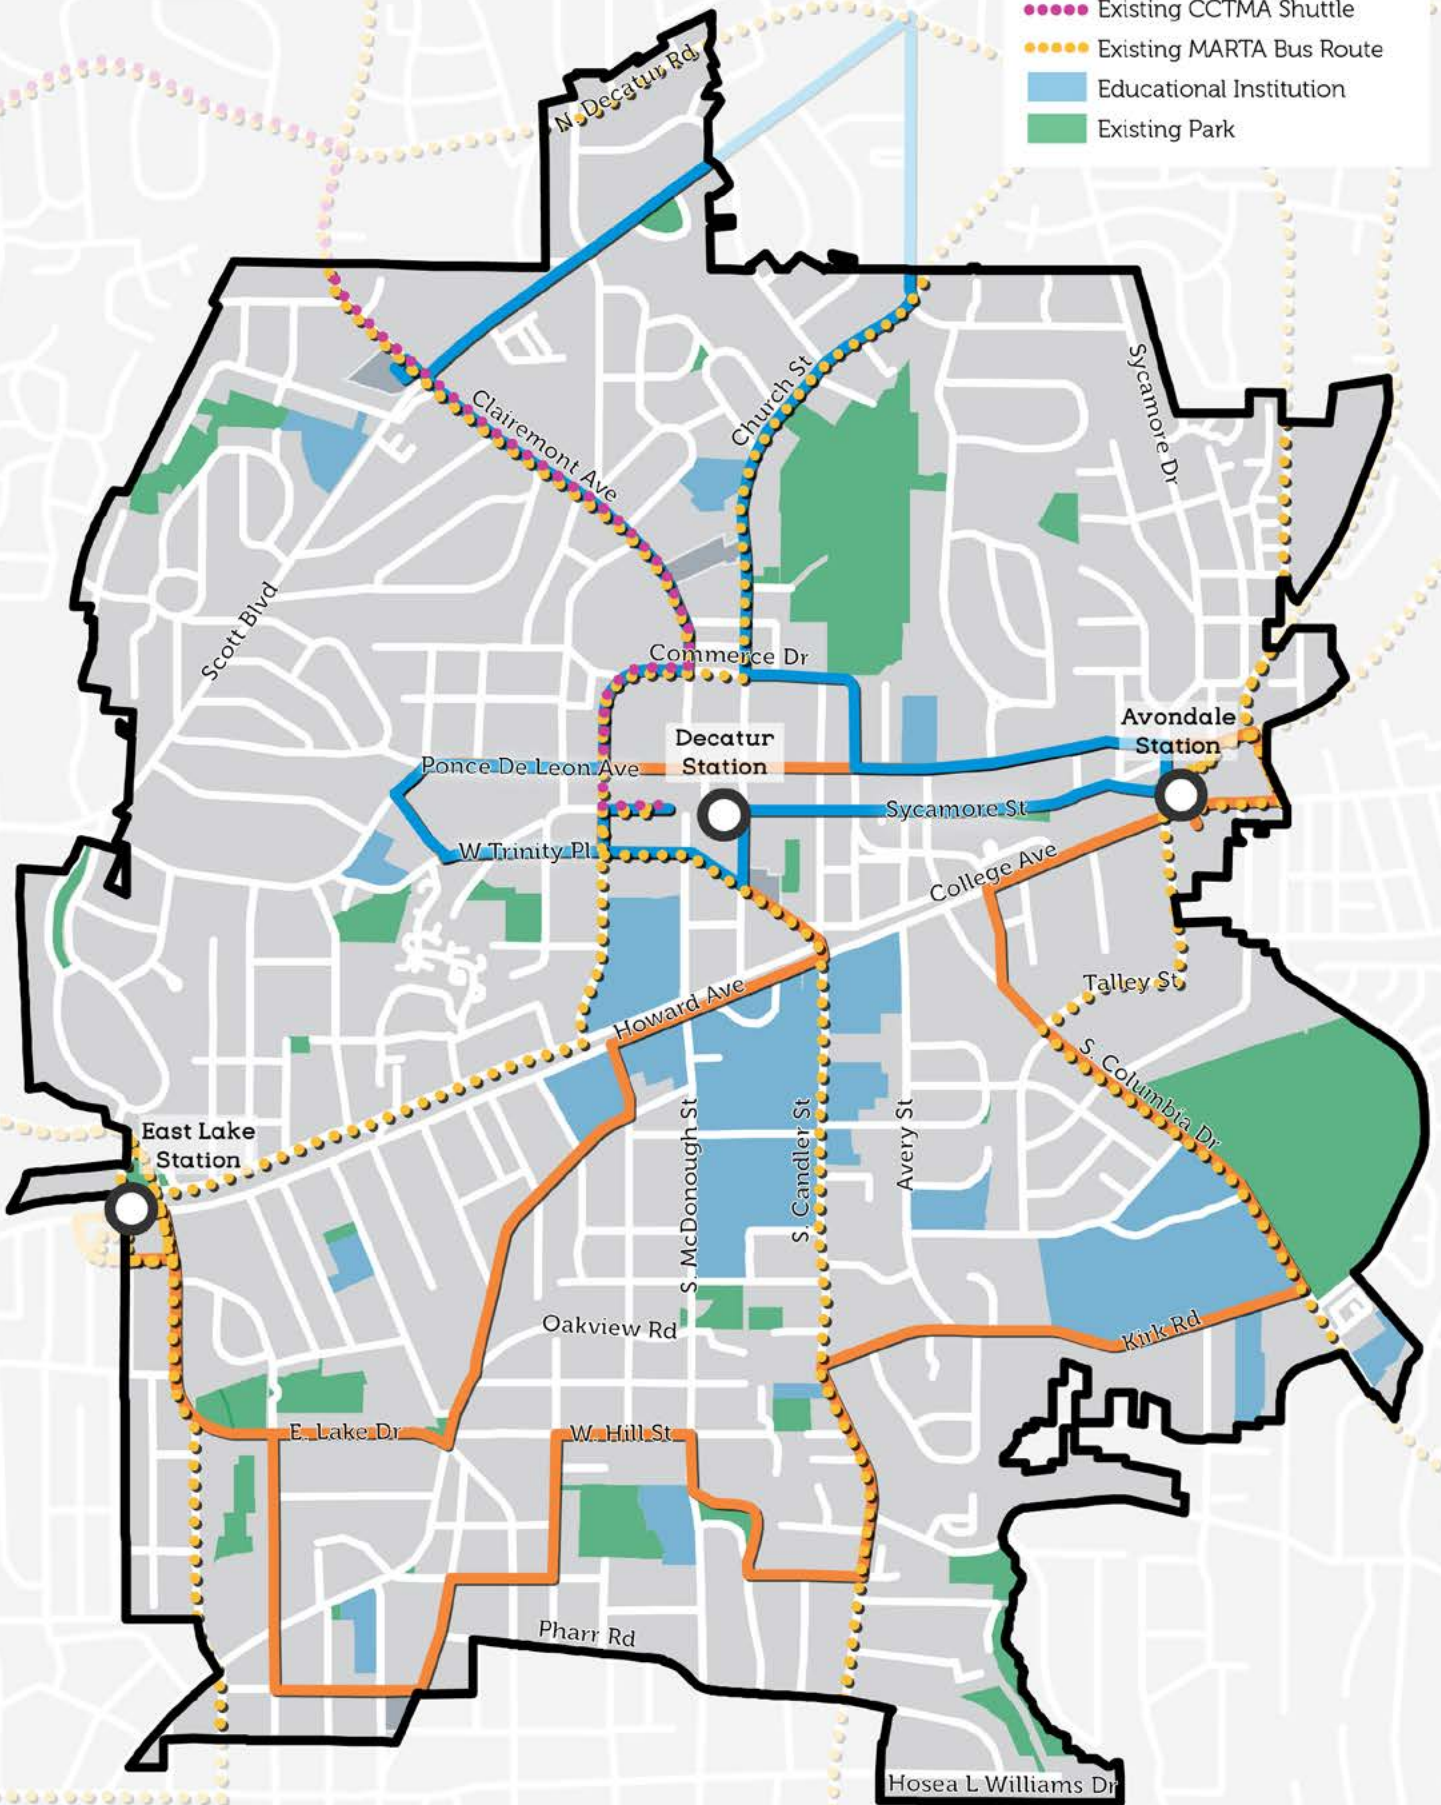 Existing CCTMA Shuttle
Existing MARTA Bus Route
Educational Institution
Existing Park
N. Decatur Rd
Sycamore Dr
Church St
Clairemont Ave
Scott Blvd
Commerce Dr
Avondale
Station
Decatur
Station
Ponce De Leon Ave
Sycamore St
W Trinity Pl
College Ave
Talley St
Howard Ave
S. Columbia Dr
East Lake
Station
S. McDonough St
S. Candler St
Avery St
Oakview Rd
Kirk Rd
E. Lake Dr
W. Hill St
Pharr Rd
Hosea L Williams Dr